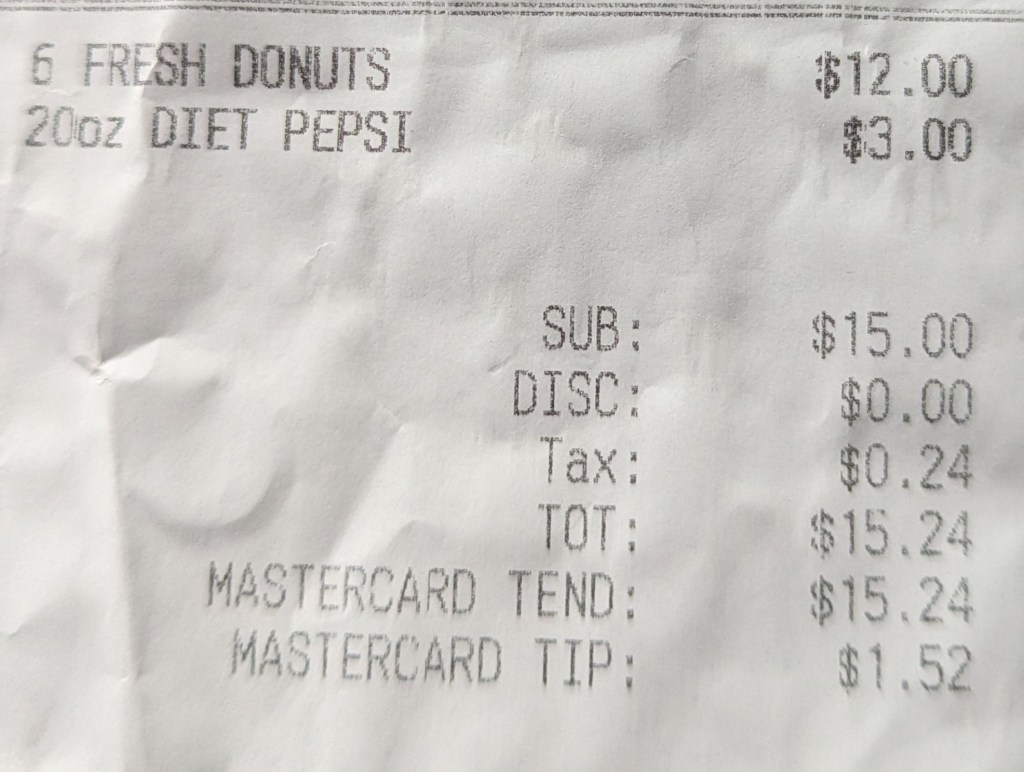 6 FRESH DONUTS $12.00
20oz DIET PEPSI $3.00
SUB: $15.00
DISC: $0.00
Tax: $0.24
TOT: $15.24
MASTERCARD TEND: $15.24
MASTERCARD TIP: $1.52